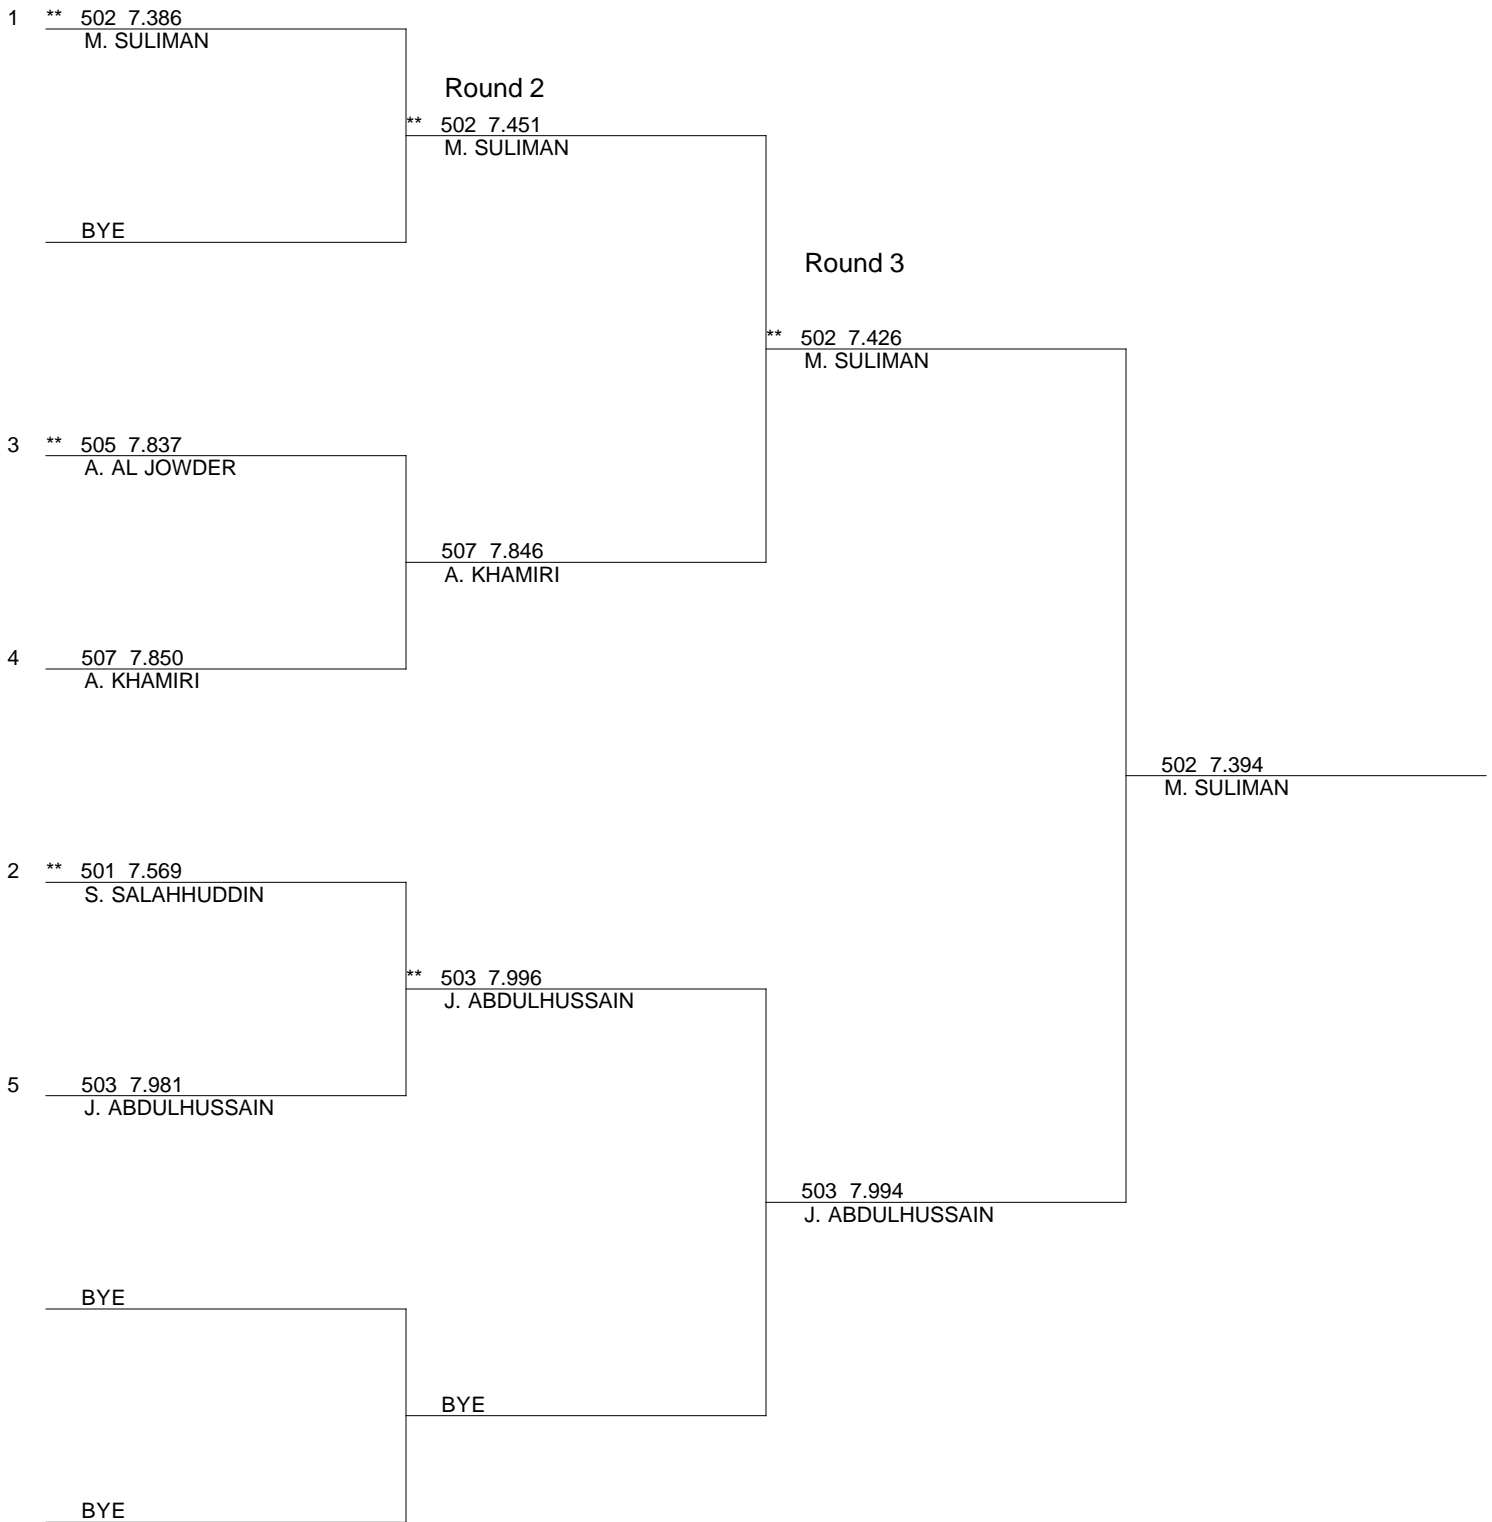 1 ** 502 7.386
M. SULIMAN
Round 2
** 502 7.451
M. SULIMAN
BYE
Round 3
** 502 7.426
M. SULIMAN
3 ** 505 7.837
A. AL JOWDER
507 7.846
A. KHAMIRI
4 507 7.850
A. KHAMIRI
502 7.394
M. SULIMAN
2 ** 501 7.569
S. SALAHHUDDIN
** 503 7.996
J. ABDULHUSSAIN
5 503 7.981
J. ABDULHUSSAIN
503 7.994
J. ABDULHUSSAIN
BYE
BYE
BYE